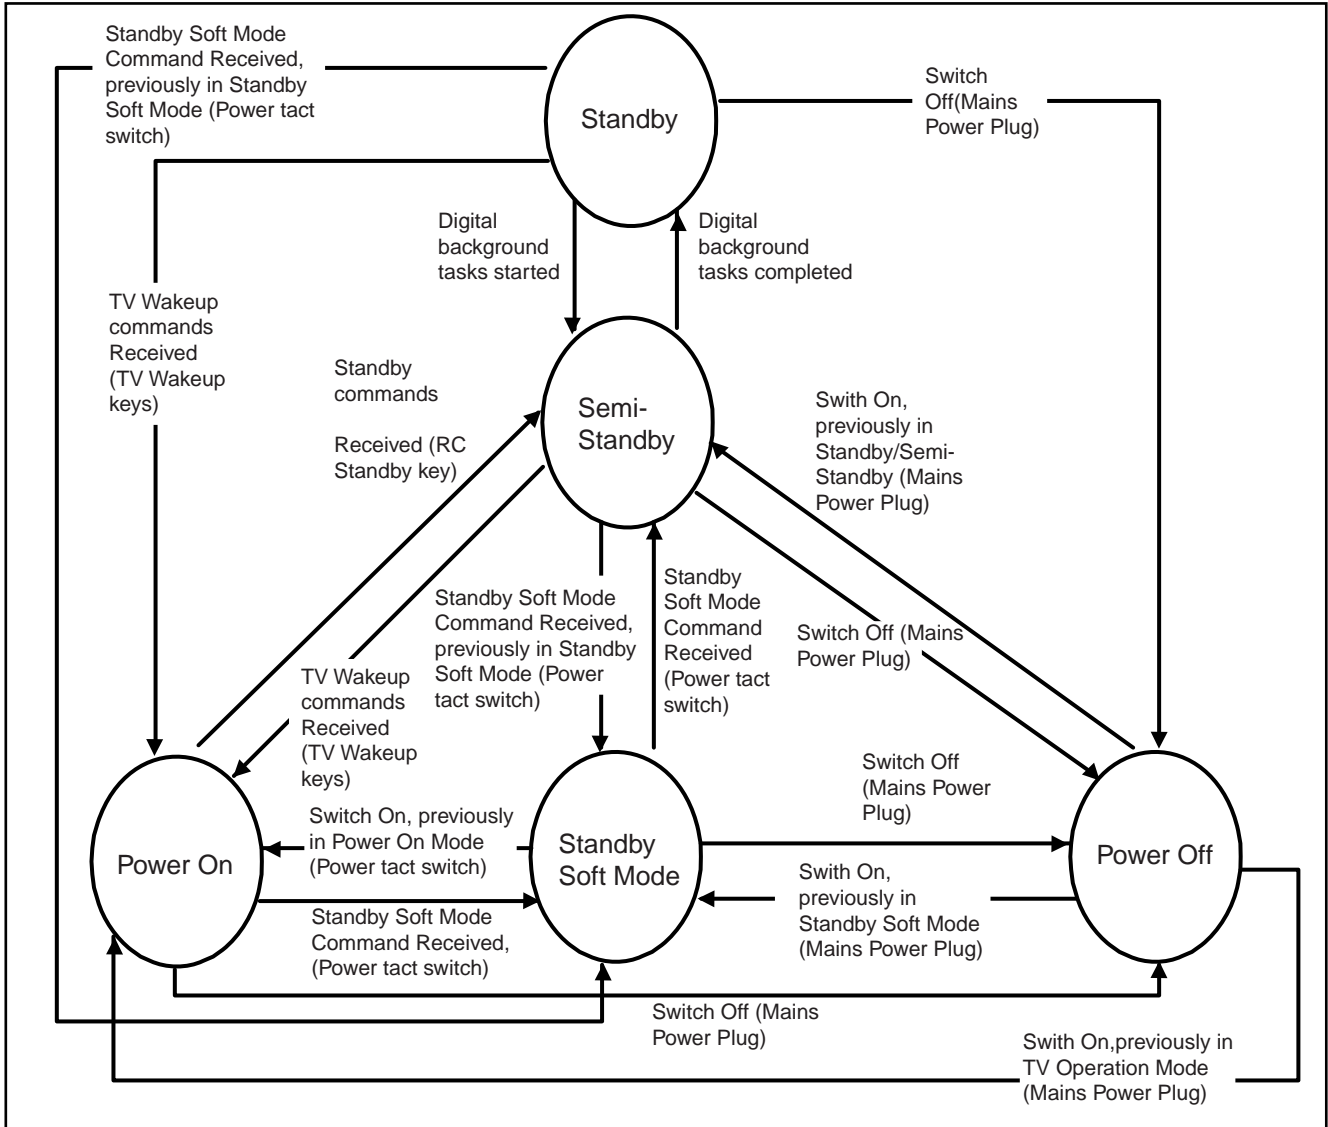 Standby Soft Mode
Command Received,
previously in Standby
Soft Mode (Power tact
switch)
Standby
Switch
Off(Mains
Power Plug)
Digital
background
tasks started
Digital
background
tasks completed
TV Wakeup
commands
Received
(TV Wakeup
keys)
Standby
commands
Received (RC
Standby key)
Semi-
Standby
Swith On,
previously in
Standby/Semi-
Standby (Mains
Power Plug)
Standby Soft Mode
Command Received,
previously in Standby
Soft Mode (Power
tact switch)
Standby
Soft Mode
Command
Received
(Power tact
switch)
Switch Off (Mains
Power Plug)
TV Wakeup
commands
Received
(TV Wakeup
keys)
Switch Off
(Mains Power
Plug)
Power On
Switch On, previously
in Power On Mode
(Power tact switch)
Standby
Soft Mode
Power Off
Swith On,
previously in
Standby Soft Mode
(Mains Power Plug)
Standby Soft Mode
Command Received,
(Power tact switch)
Switch Off (Mains
Power Plug)
Swith On,previously in
TV Operation Mode
(Mains Power Plug)